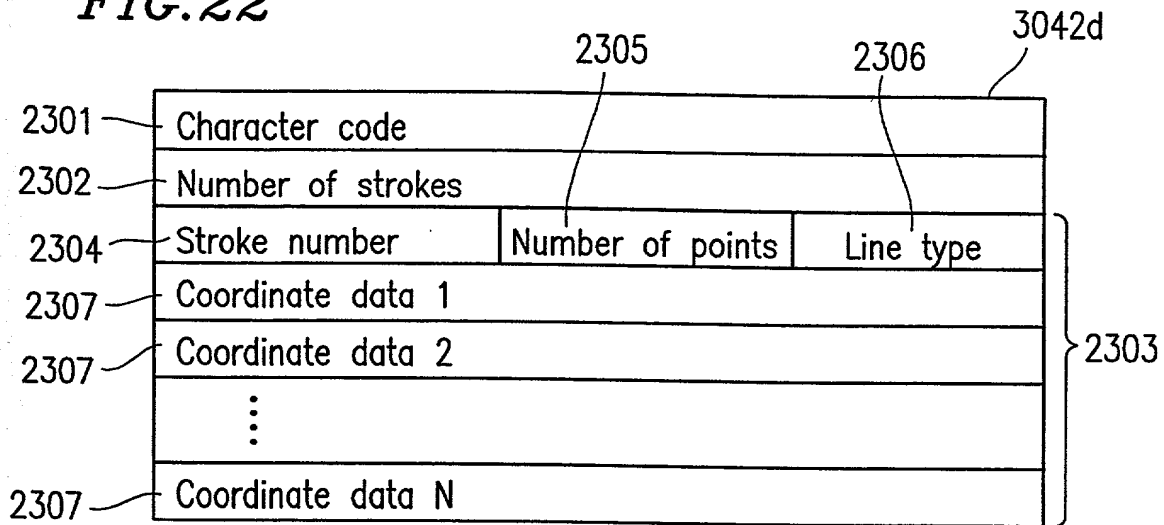 FIG.22
3042d
2305 2306
2301 Character code
2302 Number of strokes
2304 Stroke number Number of points Line type
2307 Coordinate data 1
2307 Coordinate data 2
2303
2307 Coordinate data N